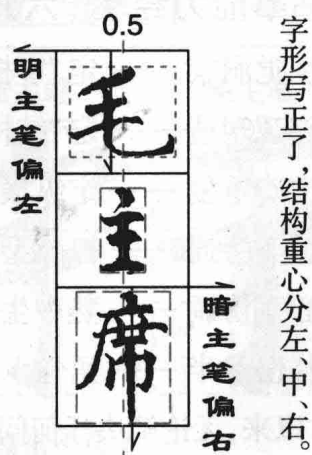 字形写正了,结构重心分左、中、右。
0.5
明主笔偏左
毛
主
席
暗主笔偏右